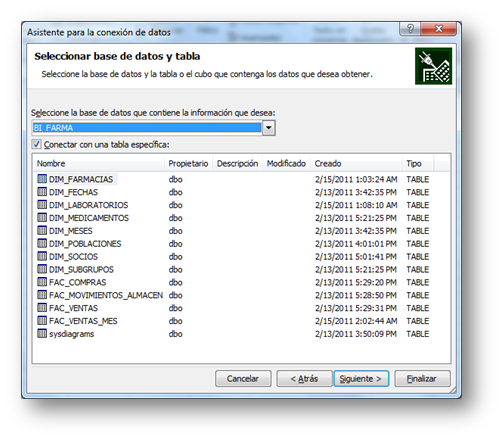 Asistente para la conexión de datos
Seleccionar base de datos y tabla
Seleccione la base de datos y la tabla o el cubo que contenga los datos que desea obtener.
Seleccione la base de datos que contiene la información que desea:
BI_FARMA
Conectar con una tabla específica:
Nombre Propietario Descripción Modificado Creado Tipo
DIM_FARMACIAS dbo 2/15/2011 1:03:24 AM TABLE
DIM_FECHAS dbo 2/13/2011 3:42:35 PM TABLE
DIM_LABORATORIOS dbo 2/15/2011 1:08:10 AM TABLE
DIM_MEDICAMENTOS dbo 2/13/2011 5:21:25 PM TABLE
DIM_MESES dbo 2/13/2011 3:42:35 PM TABLE
DIM_POBLACIONES dbo 2/13/2011 4:01:01 PM TABLE
DIM_SOCIOS dbo 2/13/2011 5:01:41 PM TABLE
DIM_SUBGRUPOS dbo 2/13/2011 5:21:25 PM TABLE
FAC_COMPRAS dbo 2/13/2011 5:29:20 PM TABLE
FAC_MOVIMIENTOS_ALMACEN dbo 2/13/2011 5:28:50 PM TABLE
FAC_VENTAS dbo 2/13/2011 5:29:31 PM TABLE
FAC_VENTAS_MES dbo 2/15/2011 2:02:44 AM TABLE
sysdiagrams dbo 2/13/2011 3:50:09 PM TABLE
Cancelar < Atrás Siguiente > Finalizar